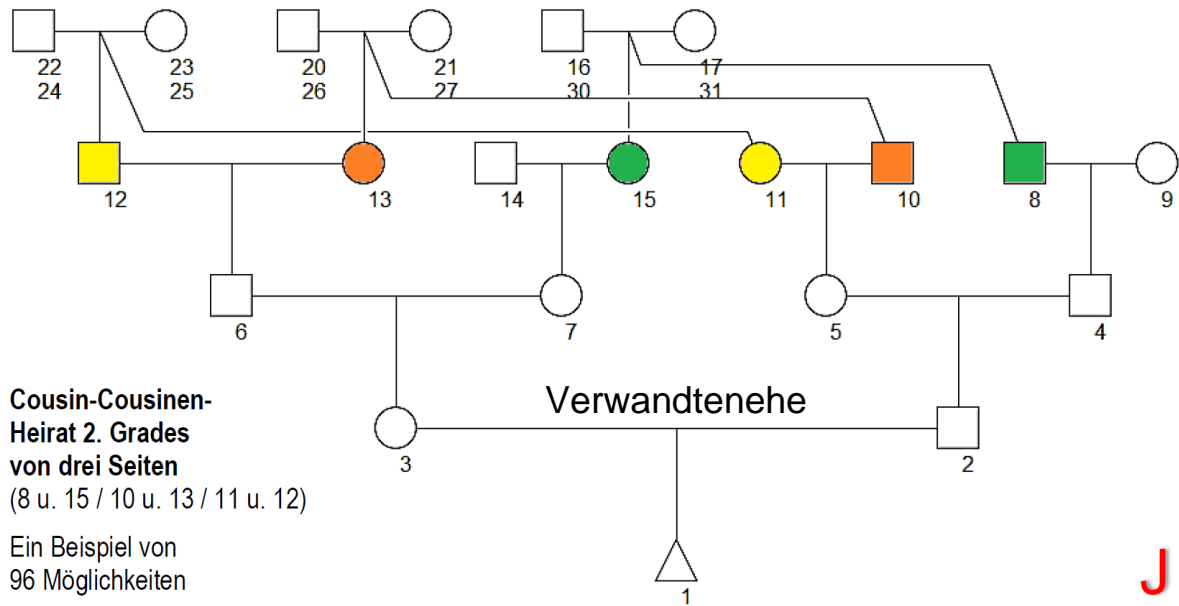 22 23 20 21 16 17
24 25 26 27 30 31
12 13 14 15 11 10 8 9
6 7 5 4
Verwandtenehe
3 2
Cousin-Cousinen-
Heirat 2. Grades
von drei Seiten
(8 u. 15 / 10 u. 13 / 11 u. 12)
Ein Beispiel von
96 Möglichkeiten
1
J